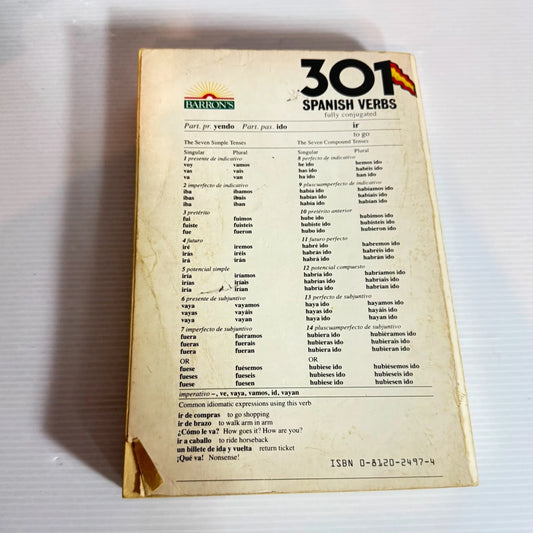 BARRON'S
301
SPANISH VERBS
fully conjugated
Part. pr. yendo Part. pas. ido ir
to go
The Seven Simple Tenses The Seven Compound Tenses
Singular Plural Singular Plural
1 presente de indicativo 8 perfecto de indicativo
voy vamos he ido hemos ido
vas vais has ido habéis ido
va van ha ido han ido
2 imperfecto de indicativo 9 pluscuamperfecto de indicativo
iba íbamos había ido habíamos ido
ibas ibais habías ido habíais ido
iba iban había ido habían ido
3 pretérito 10 pretérito anterior
fui fuimos hube ido hubimos ido
fuiste fuisteis hubiste ido hubisteis ido
fue fueron hubo ido hubieron ido
4 futuro 11 futuro perfecto
iré iremos habré ido habremos ido
irás iréis habrás ido habréis ido
irá irán habrá ido habrán ido
5 potencial simple 12 potencial compuesto
iría iríamos habría ido habríamos ido
irías iríais habrías ido habríais ido
iría irían habría ido habrían ido
6 presente de subjuntivo 13 perfecto de subjuntivo
vaya vayamos haya ido hayamos ido
vayas vayáis hayas ido hayáis ido
vaya vayan haya ido hayan ido
7 imperfecto de subjuntivo 14 pluscuamperfecto de subjuntivo
fuera fuéramos hubiera ido hubiéramos ido
fueras fuerais hubieras ido hubierais ido
fuera fueran hubiera ido hubieran ido
OR OR
fuese fuésemos hubiese ido hubiésemos ido
fueses fueseis hubieses ido hubieseis ido
fuese fuesen hubiese ido hubiesen ido
imperativo –, ve, vaya, vamos, id, vayan
Common idiomatic expressions using this verb
ir de compras to go shopping
ir de brazo to walk arm in arm
¿Cómo le va? How goes it? How are you?
ir a caballo to ride horseback
un billete de ida y vuelta return ticket
¡Qué va! Nonsense!
ISBN 0-8120-2497-4